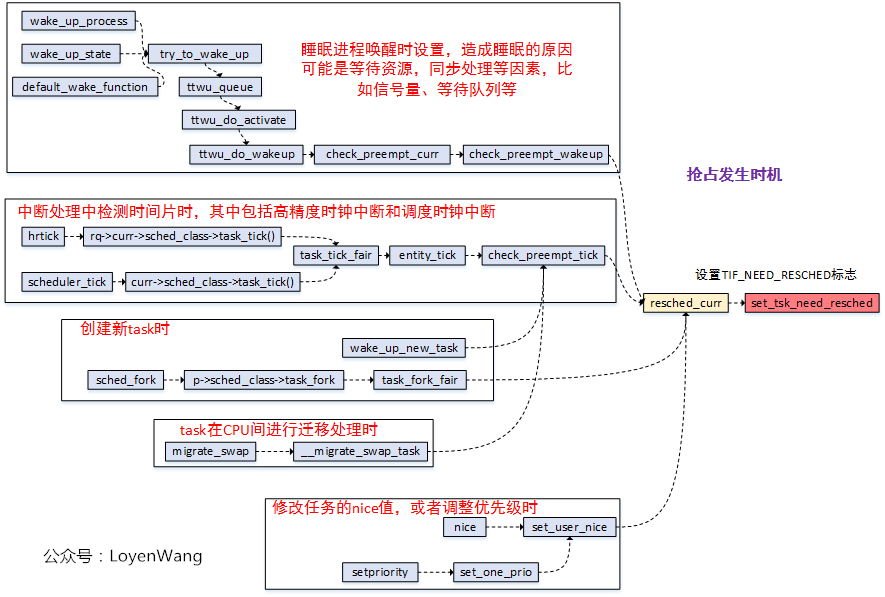 wake_up_process
wake_up_state
try_to_wake_up
default_wake_function
ttwu_queue
ttwu_do_activate
ttwu_do_wakeup
check_preempt_curr
check_preempt_wakeup
睡眠进程唤醒时设置，造成睡眠的原因
可能是等待资源，同步处理等因素，比
如信号量、等待队列等
抢占发生时机
中断处理中检测时间片时，其中包括高精度时钟中断和调度时钟中断
hrtick
rq->curr->sched_class->task_tick()
task_tick_fair
entity_tick
check_preempt_tick
scheduler_tick
curr->sched_class->task_tick()
设置TIF_NEED_RESCHED标志
resched_curr
set_tsk_need_resched
创建新task时
wake_up_new_task
sched_fork
p->sched_class->task_fork
task_fork_fair
task在CPU间进行迁移处理时
migrate_swap
__migrate_swap_task
修改任务的nice值，或者调整优先级时
nice
set_user_nice
setpriority
set_one_prio
公众号：LoyenWang